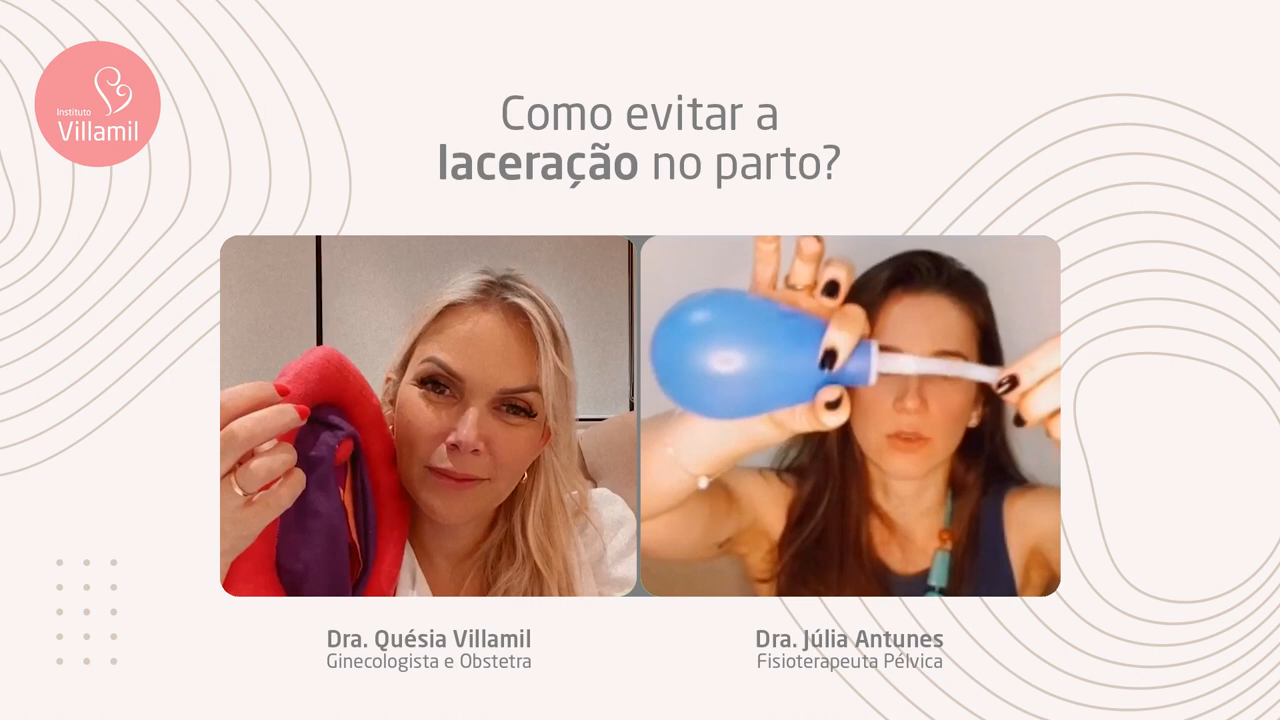 Instituto
Villamil
Como evitar a
laceração no parto?
Dra. Quésia Villamil
Ginecologista e Obstetra
Dra. Júlia Antunes
Fisioterapeuta Pélvica